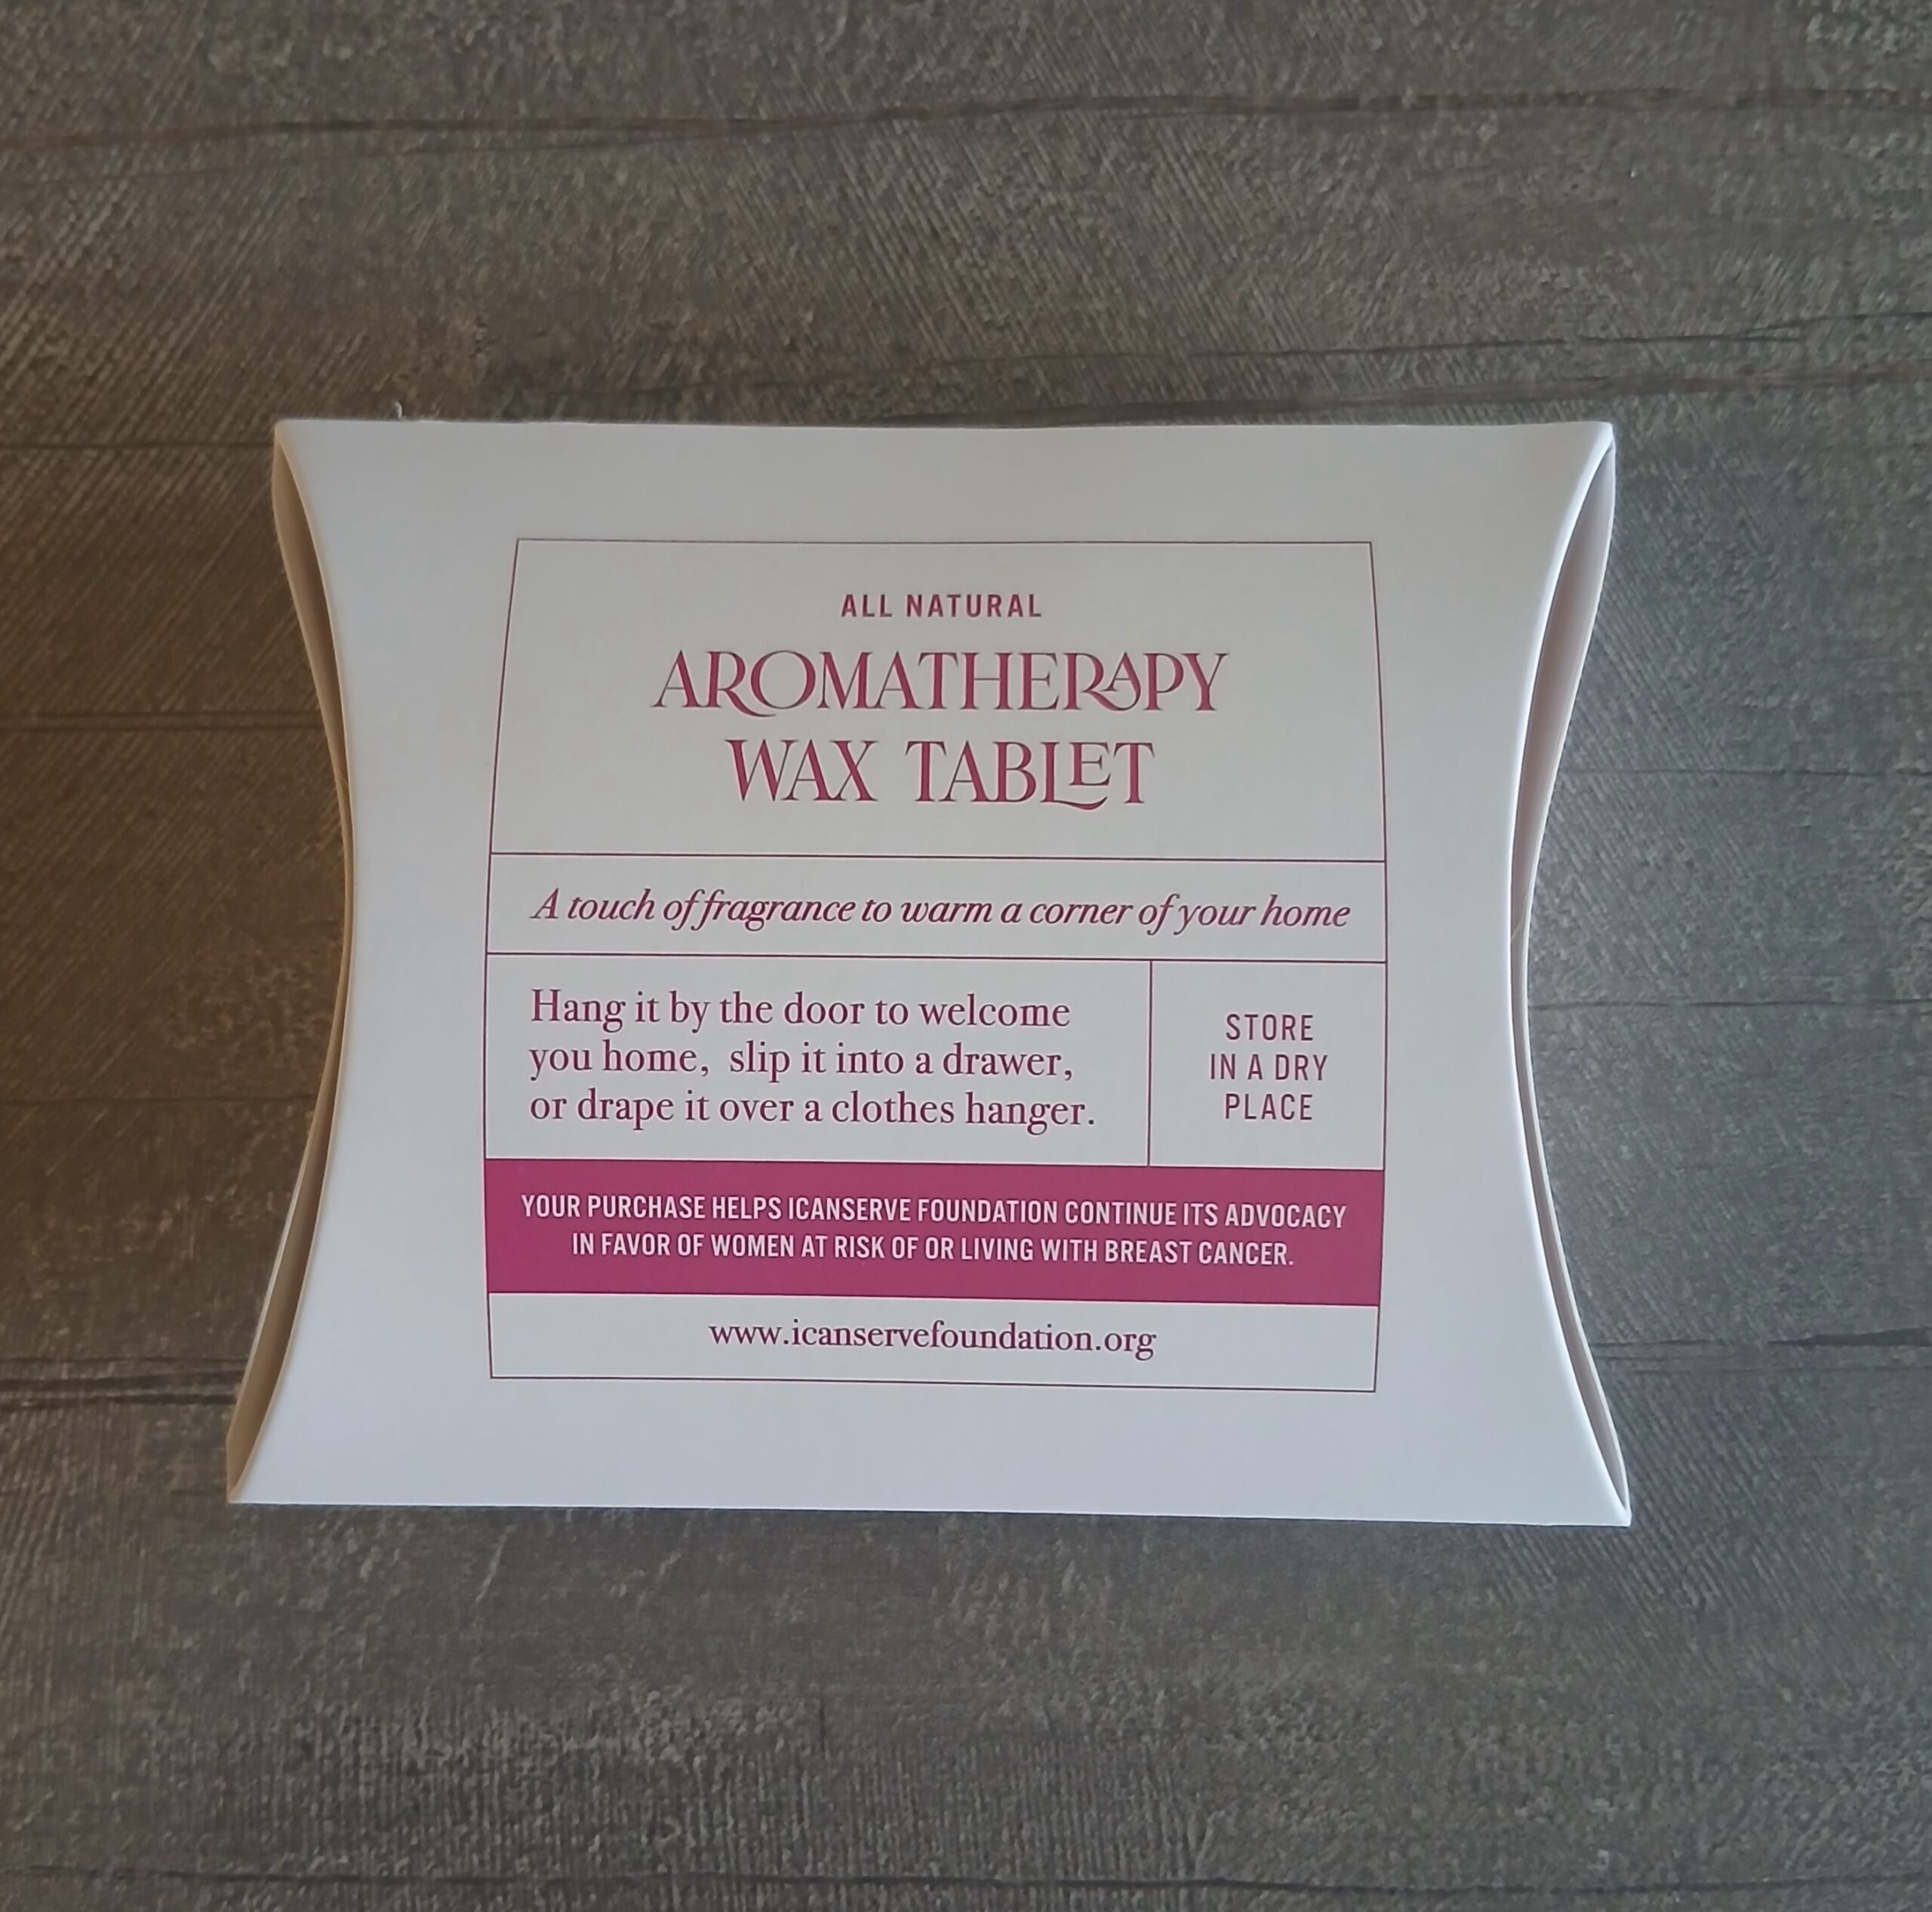 ALL NATURAL
AROMATHERAPY
WAX TABLET
A touch of fragrance to warm a corner of your home
Hang it by the door to welcome
you home, slip it into a drawer,
or drape it over a clothes hanger.
STORE
IN A DRY
PLACE
YOUR PURCHASE HELPS ICANSERVE FOUNDATION CONTINUE ITS ADVOCACY
IN FAVOR OF WOMEN AT RISK OF OR LIVING WITH BREAST CANCER.
www.icanservefoundation.org